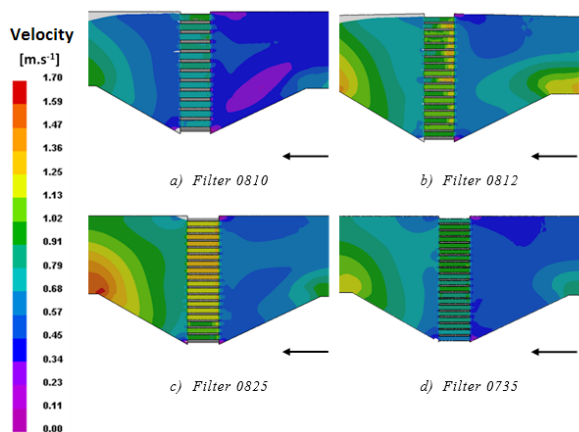 Velocity
[m.s⁻¹]
1.70
1.59
1.47
1.36
1.25
1.13
1.02
0.91
0.79
0.68
0.57
0.45
0.34
0.23
0.11
0.00
a) Filter 0810
b) Filter 0812
c) Filter 0825
d) Filter 0735